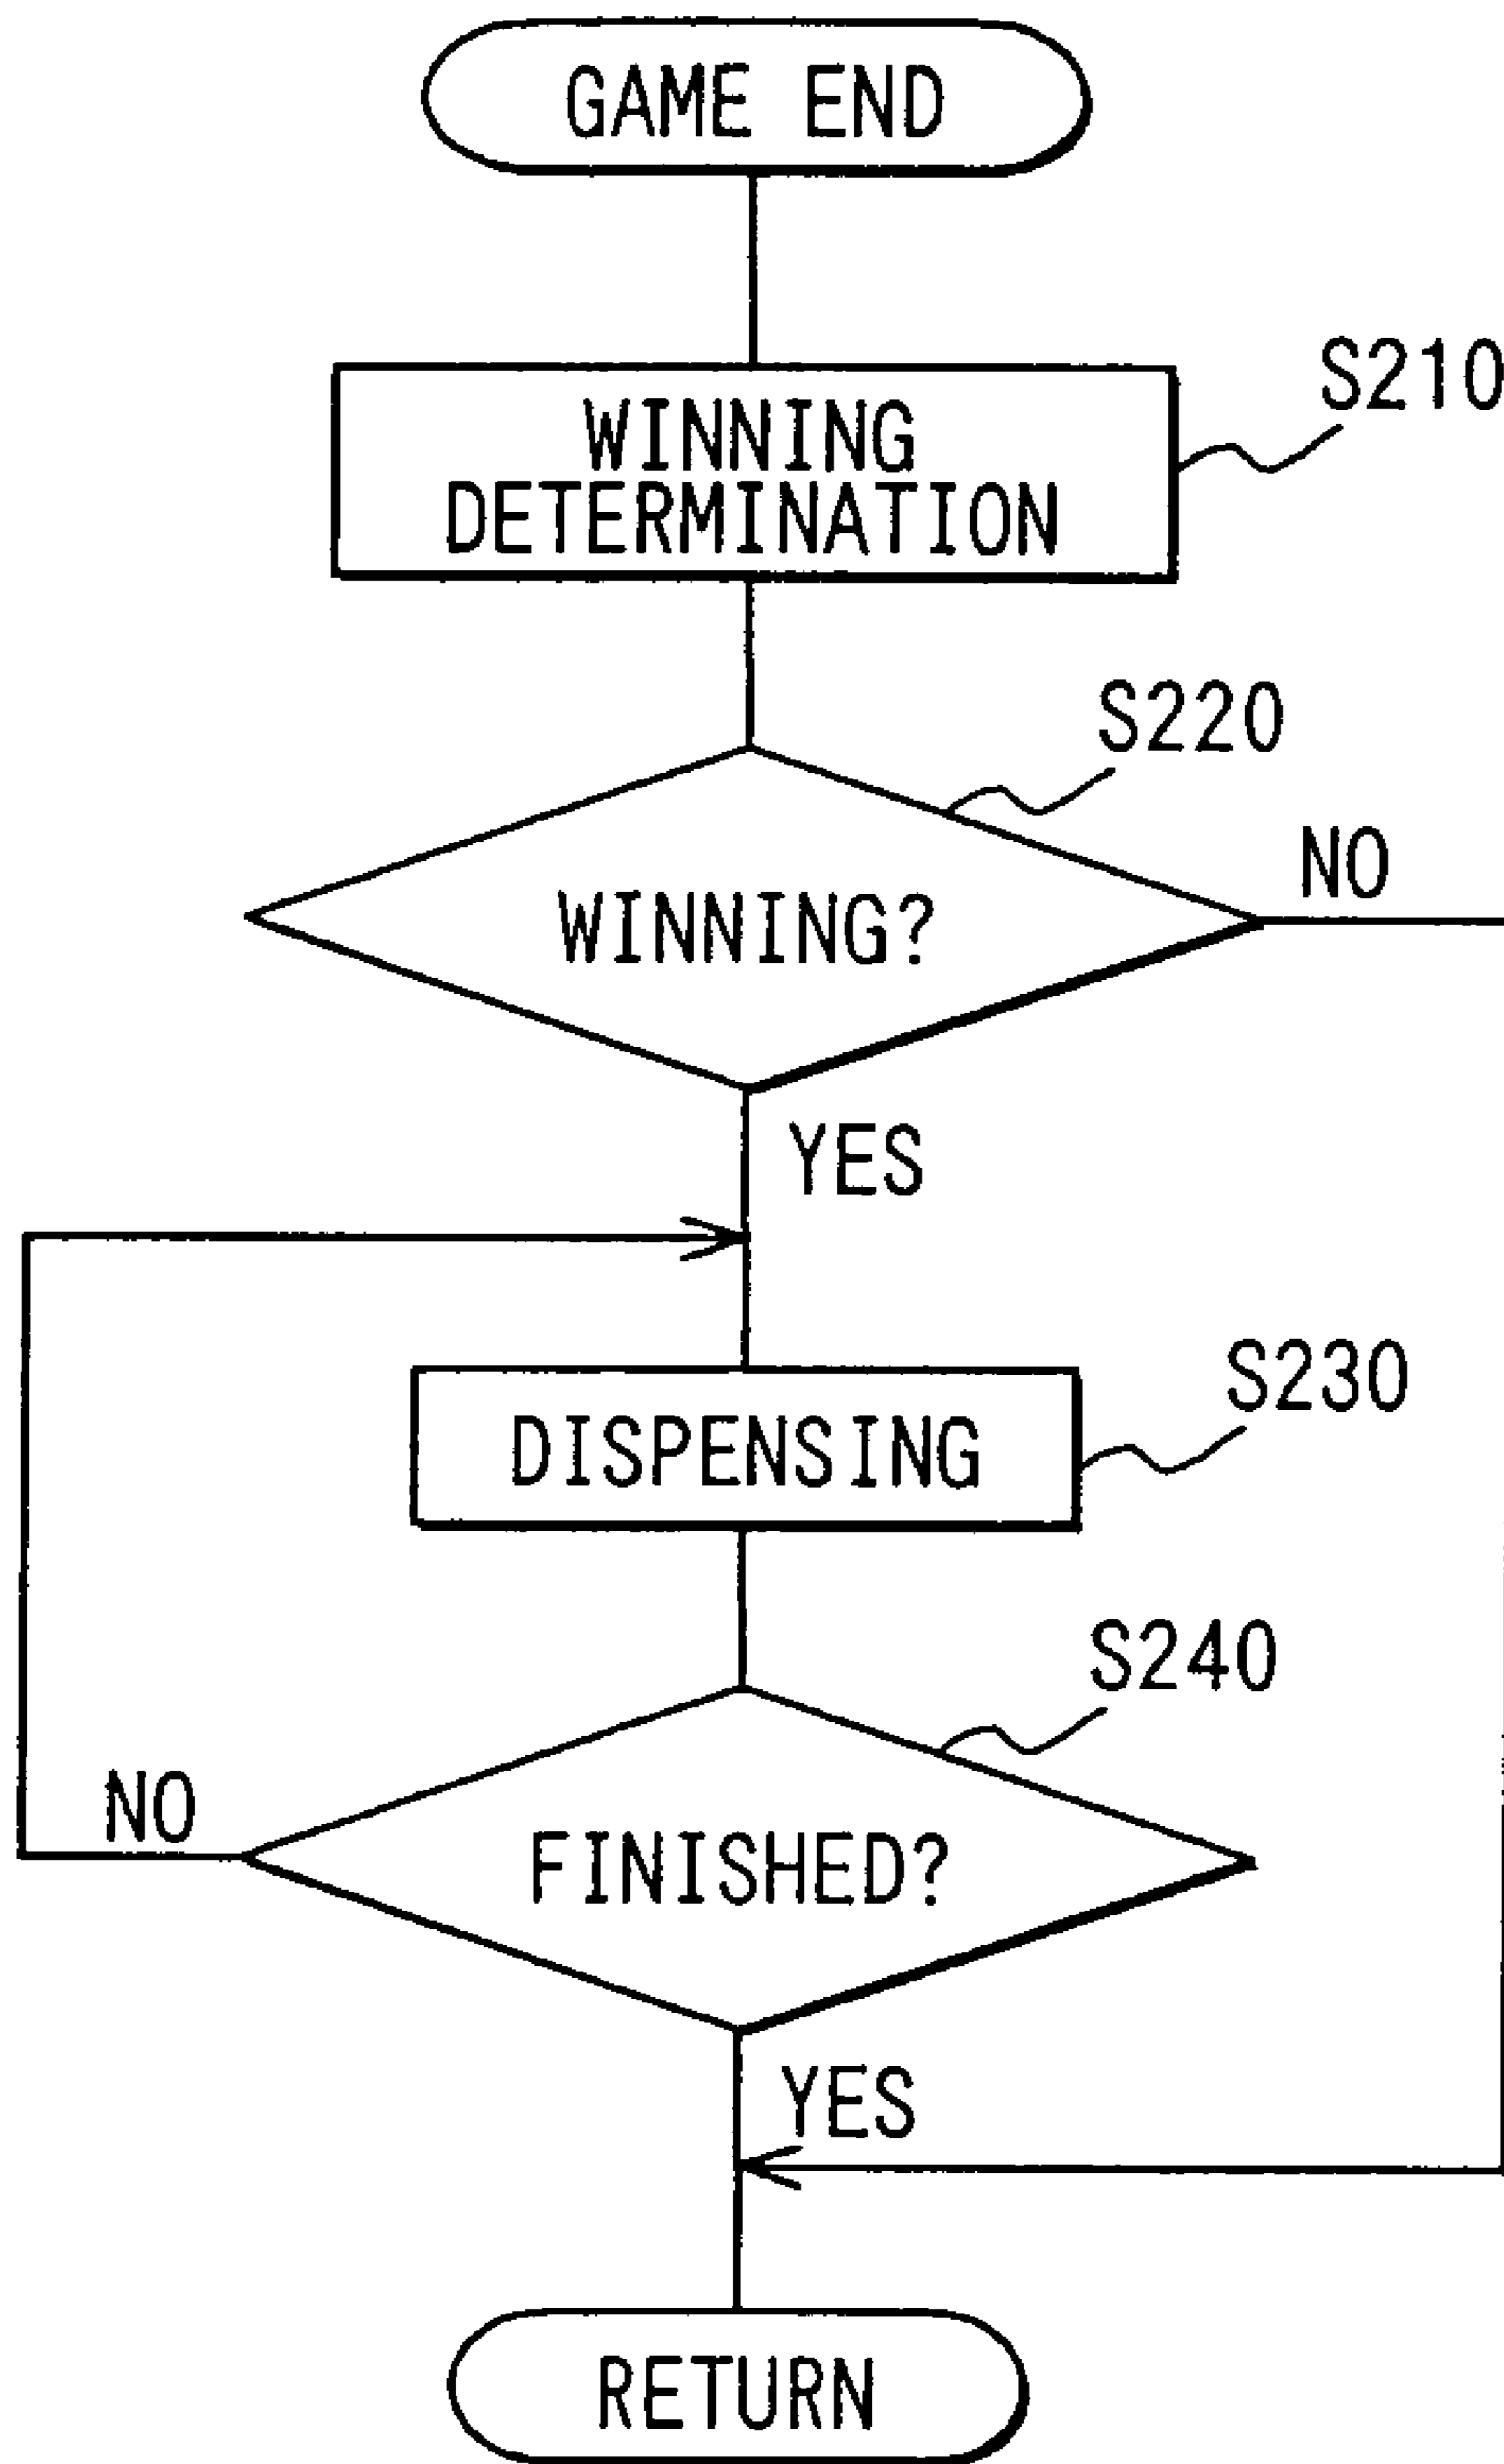 GAME END
S210
WINNING
DETERMINATION
S220
WINNING?
NO
YES
S230
DISPENSING
S240
NO
FINISHED?
YES
RETURN